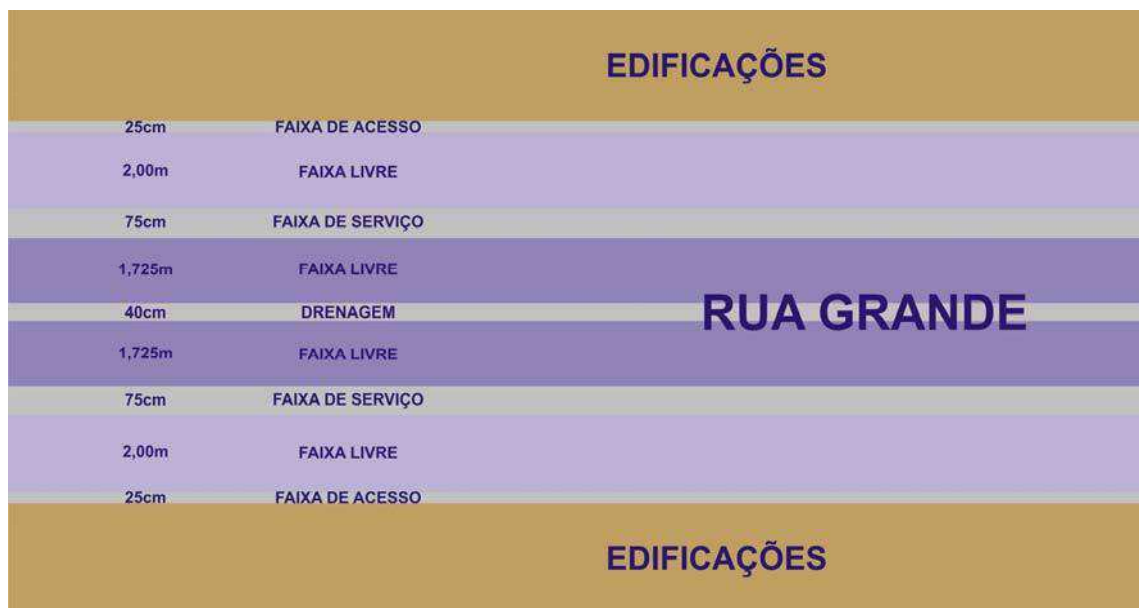 EDIFICAÇÕES
25cm FAIXA DE ACESSO
2,00m FAIXA LIVRE
75cm FAIXA DE SERVIÇO
1,725m FAIXA LIVRE
40cm DRENAGEM
RUA GRANDE
1,725m FAIXA LIVRE
75cm FAIXA DE SERVIÇO
2,00m FAIXA LIVRE
25cm FAIXA DE ACESSO
EDIFICAÇÕES